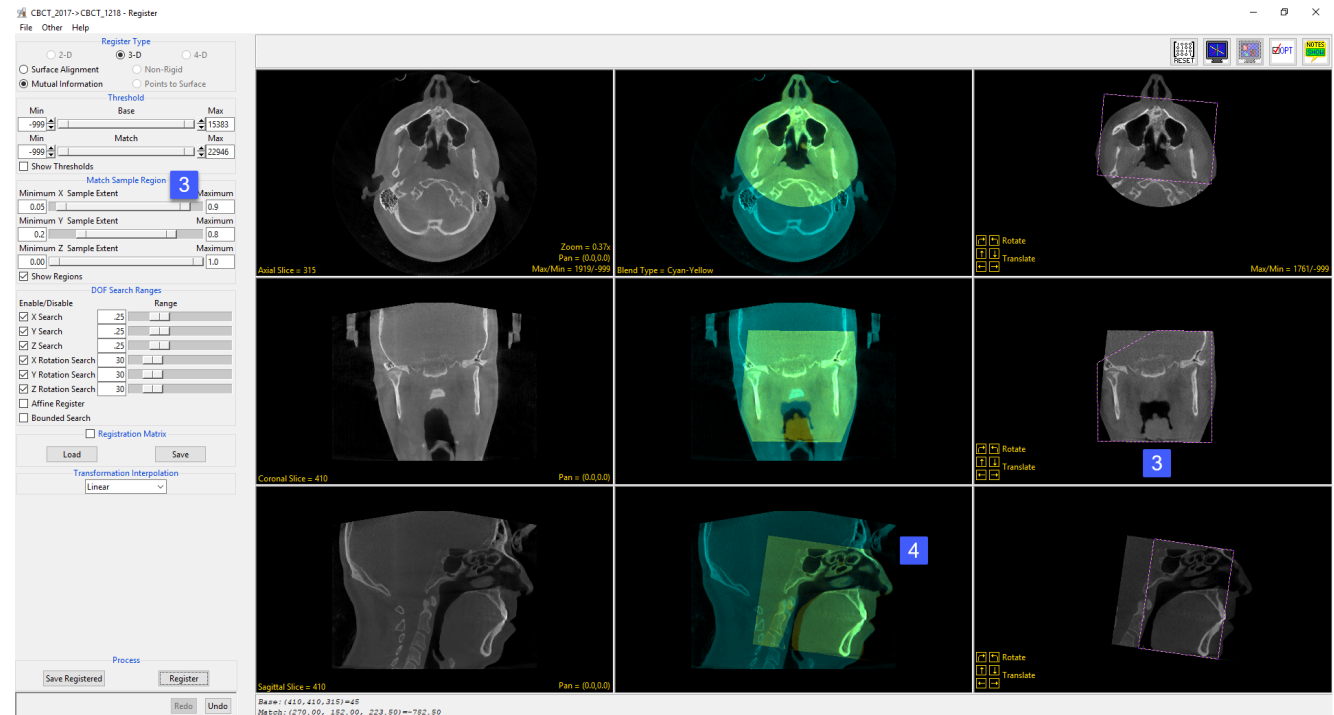 CBCT_2017->CBCT_1218 - Register
File Other Help
Register Type
2-D 3-D 4-D
Surface Alignment Non-Rigid
Mutual Information Points to Surface
Threshold
Min Base Max
-999 15383
Min Match Max
-999 22946
Show Thresholds
Match Sample Region
3
Minimum X Sample Extent Maximum
0.05 0.9
Minimum Y Sample Extent Maximum
0.2 0.8
Minimum Z Sample Extent Maximum
0.00 1.0
Show Regions
DOF Search Ranges
Enable/Disable Range
X Search .25
Y Search .25
Z Search .25
X Rotation Search 30
Y Rotation Search 30
Z Rotation Search 30
Affine Register
Bounded Search
Registration Matrix
Load Save
Transformation Interpolation
Linear
Process
Save Registered Register
Redo Undo
RESET
OPT
NOTES
SHOW
Zoom = 0.37x
Pan = (0.0,0.0)
Axial Slice = 315 Max/Min = 1919/-999
Blend Type = Cyan-Yellow
Rotate
Translate
Max/Min = 1761/-999
Coronal Slice = 410 Pan = (0.0,0.0)
Rotate
Translate
3
Sagittal Slice = 410 Pan = (0.0,0.0)
4
Rotate
Translate
Base: (410,410,315)=45
Match: (270.00, 152.00, 223.50)=-782.50